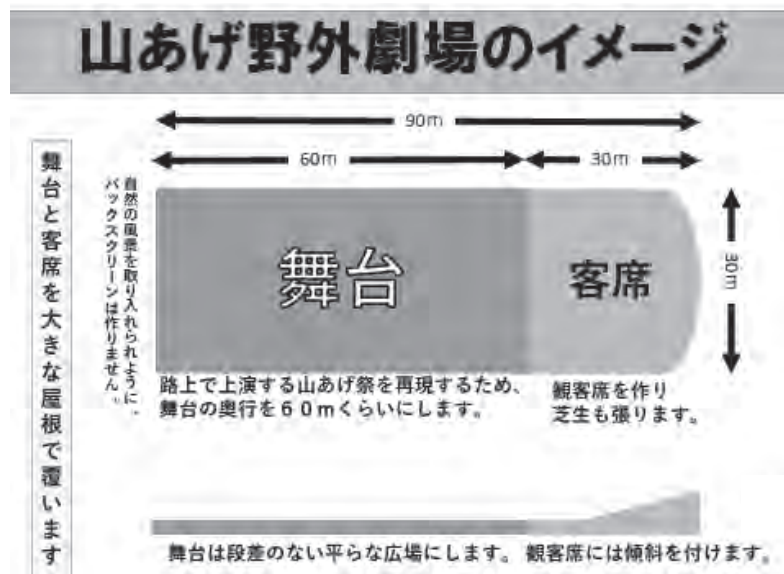 山あげ野外劇場のイメージ
90m
60m
30m
舞台と客席を大きな屋根で覆います
自然の風景を取り入れられように、
バックスクリーンは作りません。
舞台
客席
30m
路上で上演する山あげ祭を再現するため、
舞台の奥行を60mくらいにします。
観客席を作り
芝生も張ります。
舞台は段差のない平らな広場にします。
観客席には傾斜を付けます。